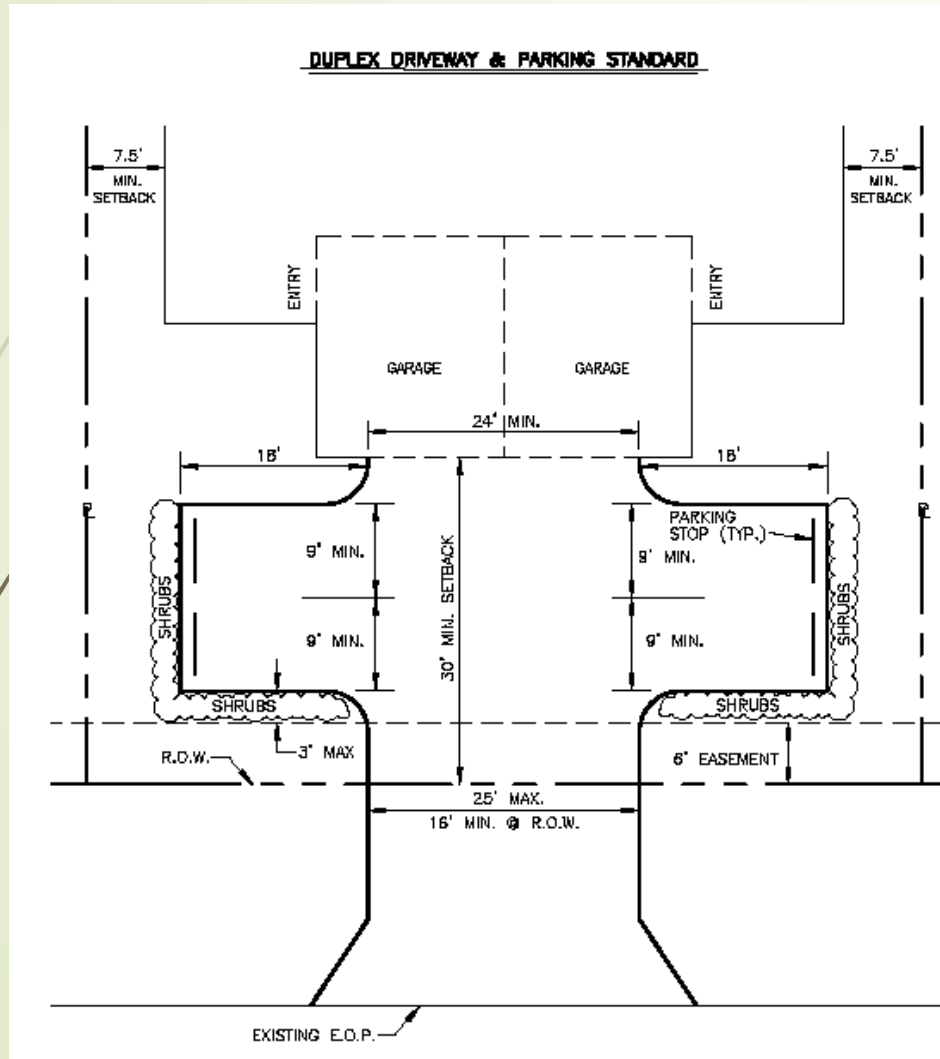 DUPLEX DRIVEWAY & PARKING STANDARD
7.5'
MIN.
SETBACK
7.5'
MIN.
SETBACK
ENTRY
ENTRY
GARAGE
GARAGE
24' MIN.
18'
18'
PARKING
STOP (TYP.)
9' MIN.
9' MIN.
30' MIN. SETBACK
SHRUBS
SHRUBS
9' MIN.
9' MIN.
SHRUBS
SHRUBS
3' MAX
R.O.W.
6' EASEMENT
25' MAX.
16' MIN. @ R.O.W.
EXISTING E.O.P.